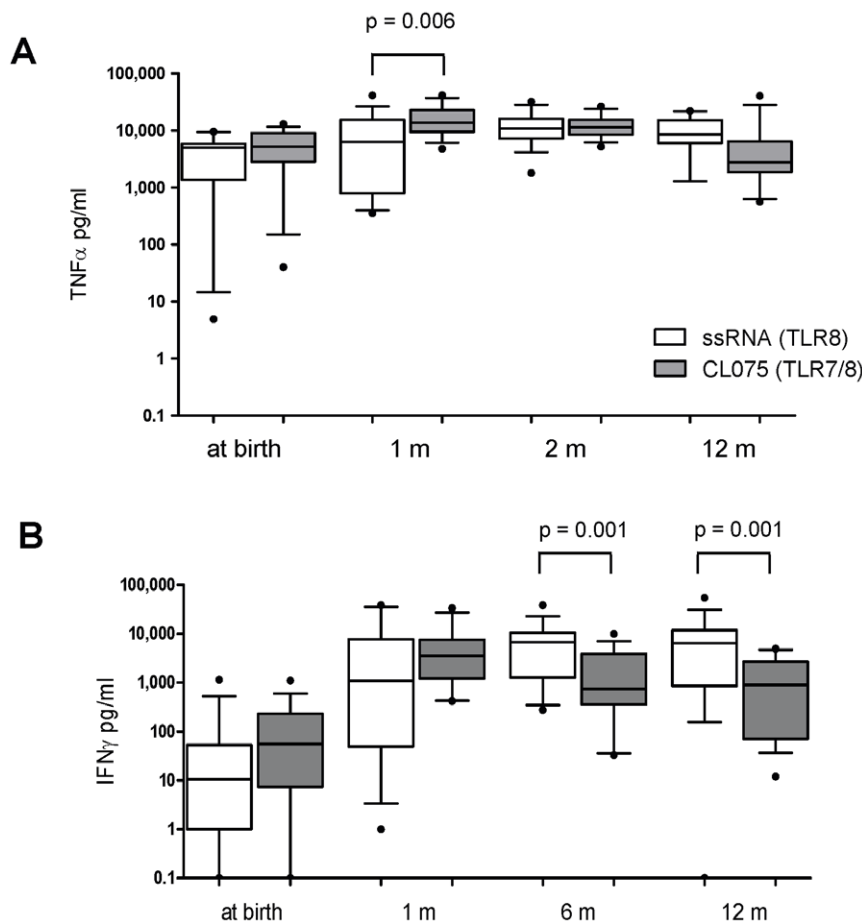 p = 0.006
A
100,000
10,000
1,000
100
10
1
0.1
TNFα pg/ml
ssRNA (TLR8)
CL075 (TLR7/8)
at birth 1 m 2 m 12 m
B
p = 0.001 p = 0.001
100,000
10,000
1,000
100
10
1
0.1
IFNγ pg/ml
at birth 1 m 6 m 12 m